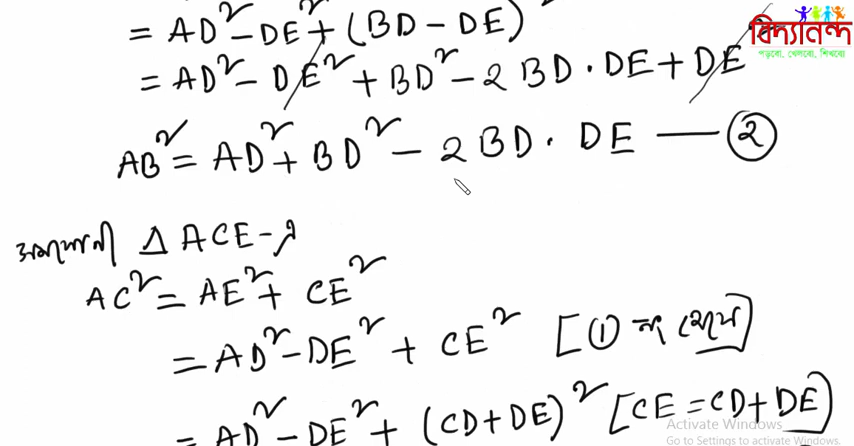 = AD² - DE² + (BD - DE)²
= AD² - DE² + BD² - 2 BD · DE + DE²
AB² = AD² + BD² - 2 BD · DE — ②
Δ ACE-এ
AC² = AE² + CE²
= AD² - DE² + CE² [① নং হতে]
= AD² - DE² + (CD + DE)² [CE = CD + DE]
বিদ্যানন্দ
পড়বো, খেলবো, শিখবো
Activate Windows
Go to Settings to activate Windows.